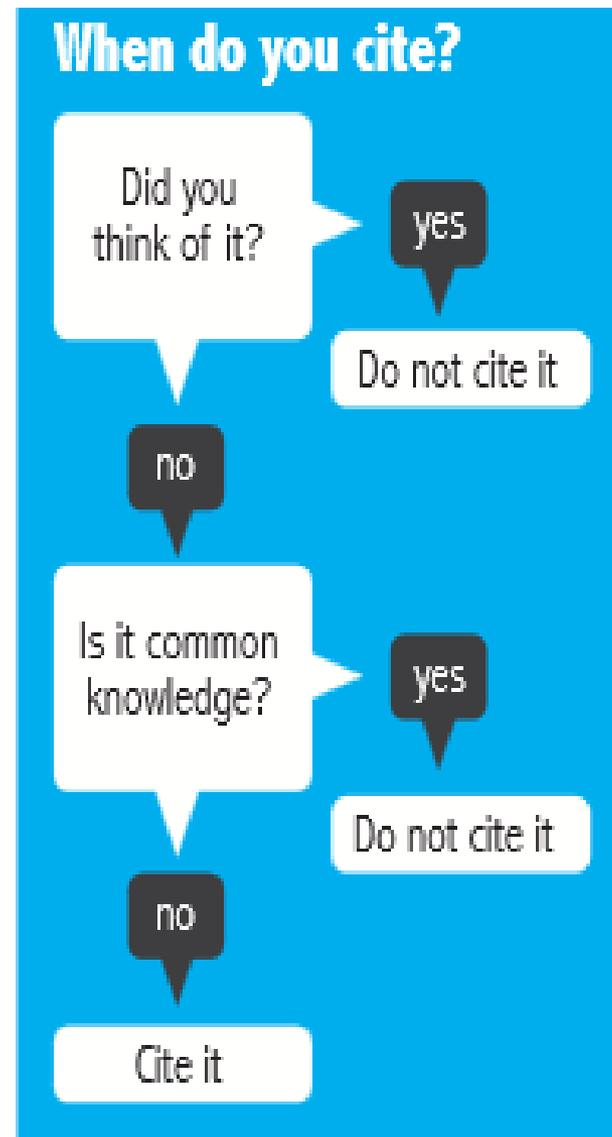 When do you cite?
Did you
think of it?
yes
Do not cite it
no
Is it common
knowledge?
yes
Do not cite it
no
Cite it